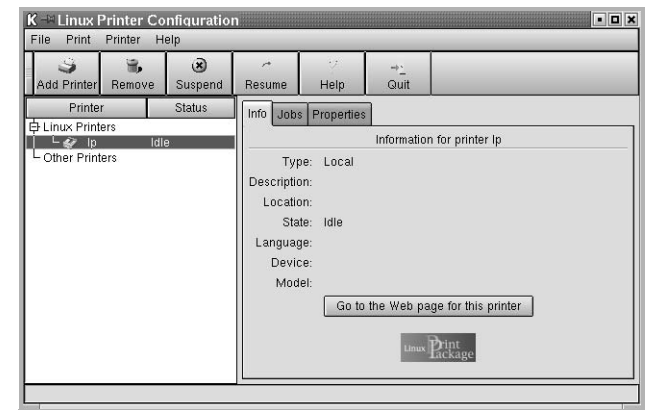 Linux Printer Configuration
File Print Printer Help
Add Printer Remove Suspend Resume Help Quit
Printer Status
Linux Printers
lp Idle
Other Printers
Info Jobs Properties
Information for printer lp
Type: Local
Description:
Location:
State: Idle
Language:
Device:
Model:
Go to the Web page for this printer
Linux Print
Package